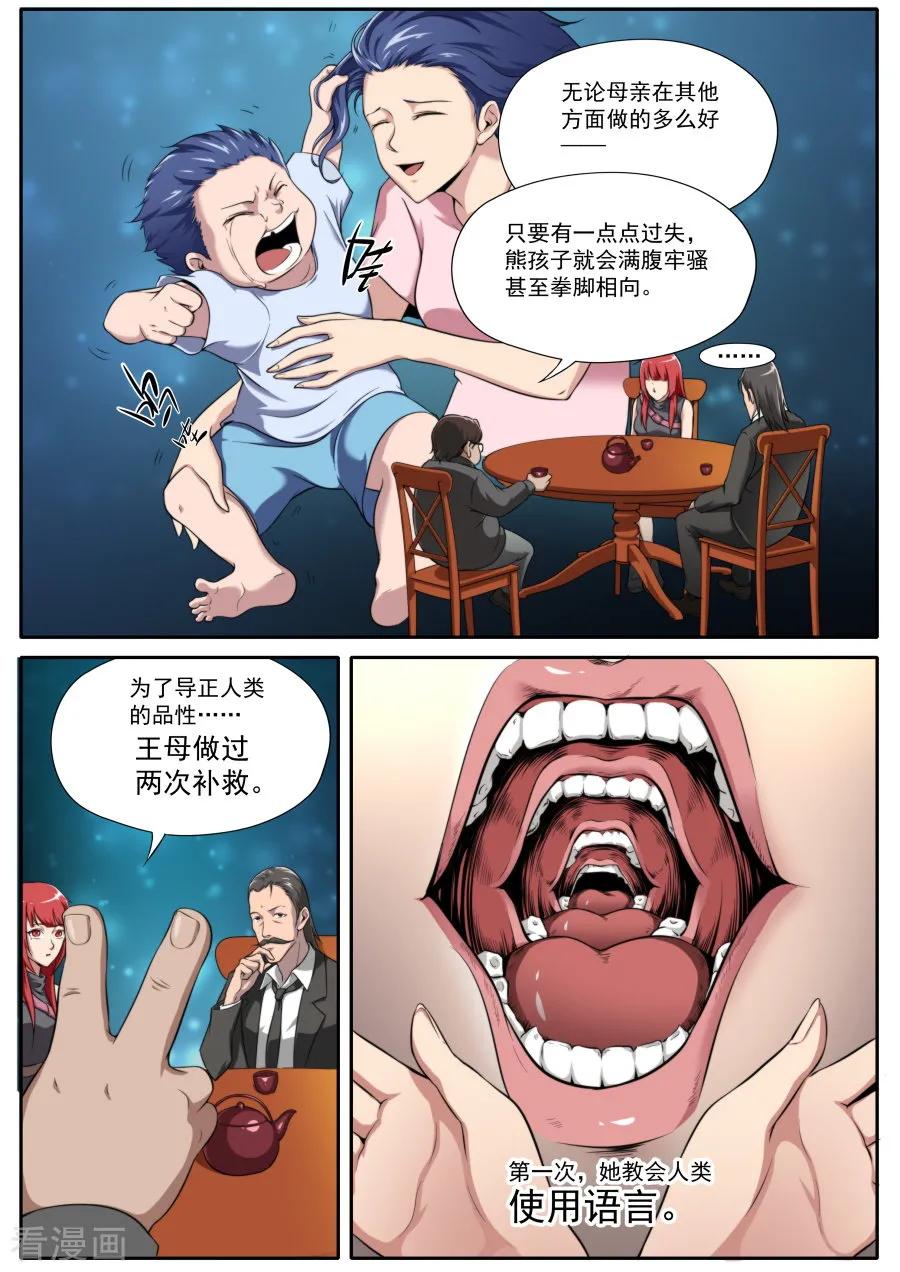 无论母亲在其他
方面做的多么好
——
只要有一点点过失，
熊孩子就会满腹牢骚
甚至拳脚相向。
……
哇
哇
为了导正人类
的品性……
王母做过
两次补救。
第一次，她教会人类
使用语言。
看漫画